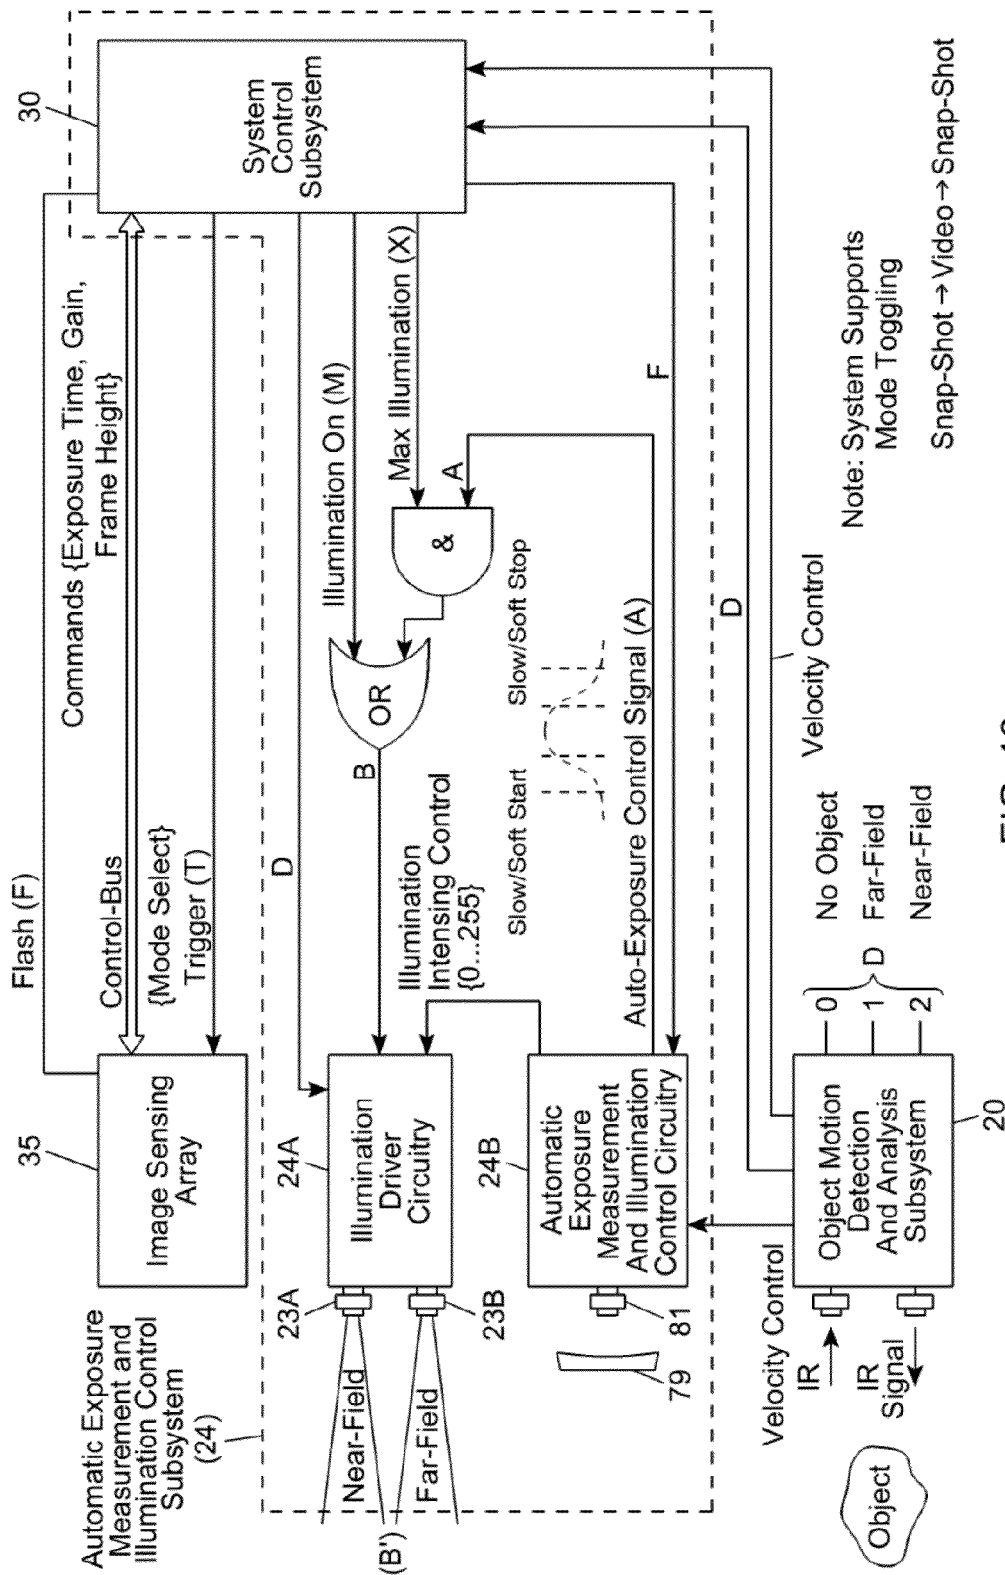 Automatic Exposure
Measurement and
Illumination Control
Subsystem
(24)
35
Image Sensing
Array
Flash (F)
Control-Bus
Commands {Exposure Time, Gain,
Frame Height}
{Mode Select}
Trigger (T)
30
System
Control
Subsystem
D
Illumination On (M)
Max Illumination (X)
A
&
OR
B
24A
Illumination
Driver
Circuitry
23A
23B
Near-Field
Far-Field
(B')
Illumination
Intensing Control
{0...255}
Slow/Soft Start
Slow/Soft Stop
24B
Automatic
Exposure
Measurement
And Illumination
Control Circuitry
81
79
Auto-Exposure Control Signal (A)
F
D
Velocity Control
Velocity Control
IR
IR
Signal
Object
Object Motion
Detection
And Analysis
Subsystem
20
0
1
2
D
No Object
Far-Field
Near-Field
Note: System Supports
Mode Toggling
Snap-Shot → Video → Snap-Shot